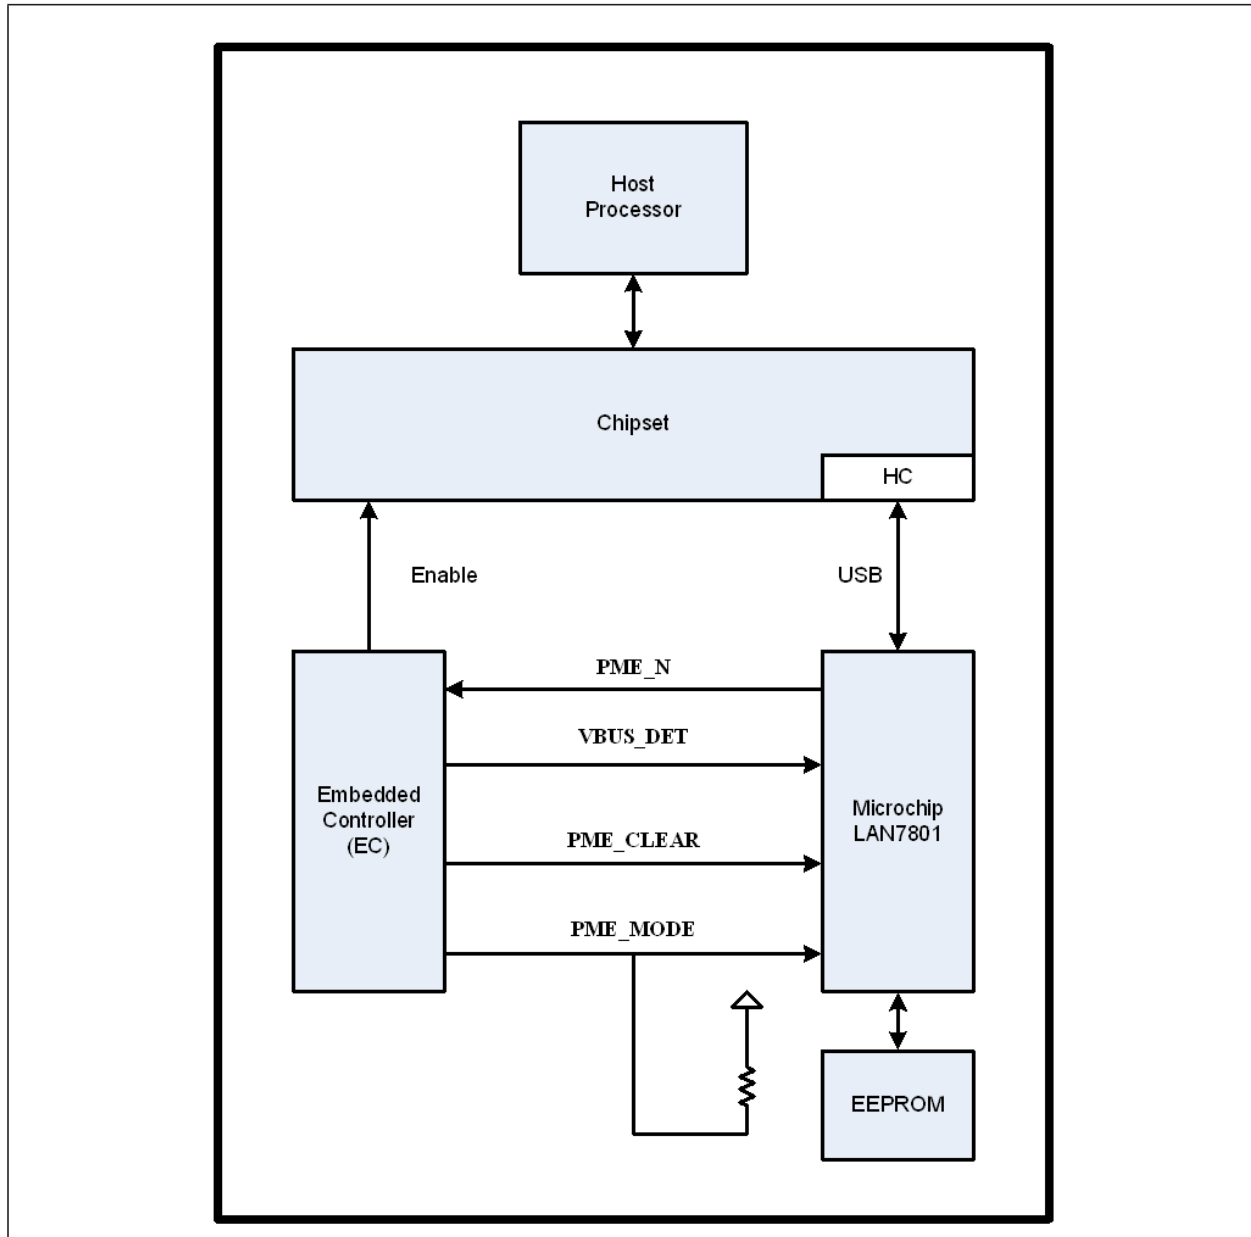 Host
Processor
Chipset
HC
Enable
USB
PME_N
VBUS_DET
Embedded
Controller
(EC)
Microchip
LAN7801
PME_CLEAR
PME_MODE
EEPROM